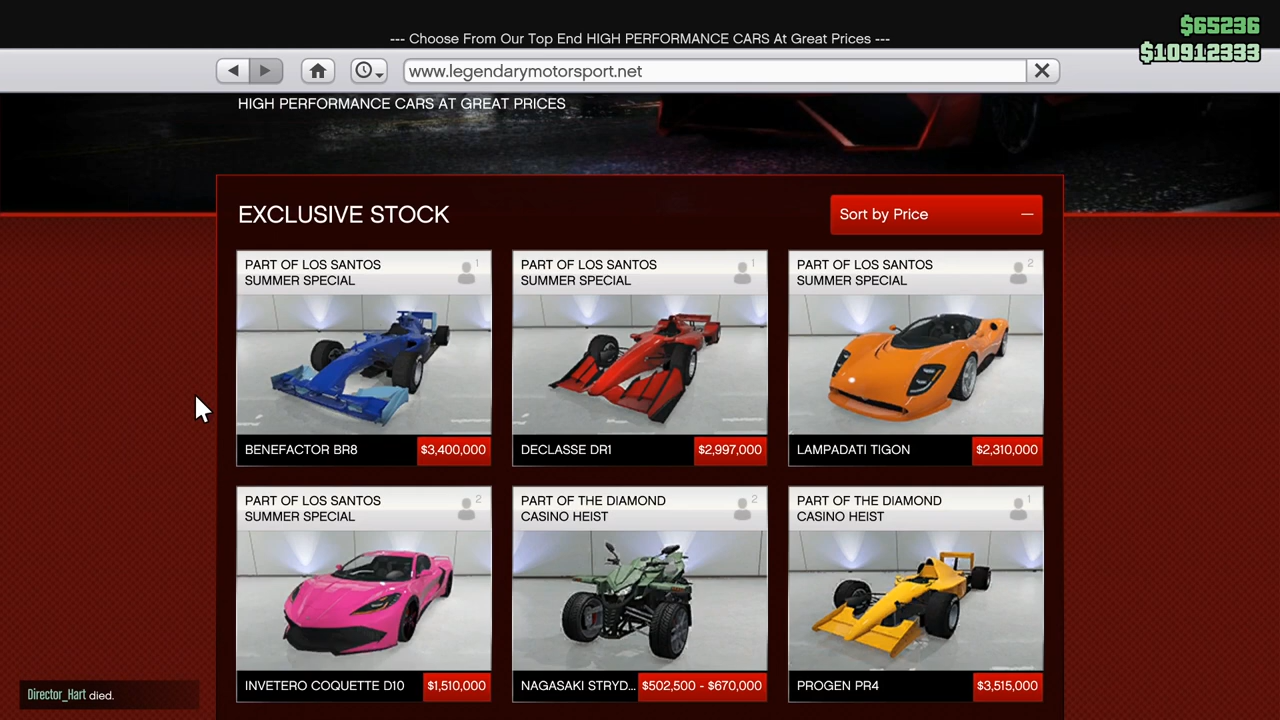 --- Choose From Our Top End HIGH PERFORMANCE CARS At Great Prices ---
$65236
$10912333
www.legendarymotorsport.net
HIGH PERFORMANCE CARS AT GREAT PRICES
EXCLUSIVE STOCK
Sort by Price
PART OF LOS SANTOS
SUMMER SPECIAL
1
BENEFACTOR BR8
$3,400,000
PART OF LOS SANTOS
SUMMER SPECIAL
1
DECLASSE DR1
$2,997,000
PART OF LOS SANTOS
SUMMER SPECIAL
2
LAMPADATI TIGON
$2,310,000
PART OF LOS SANTOS
SUMMER SPECIAL
2
INVETERO COQUETTE D10
$1,510,000
PART OF THE DIAMOND
CASINO HEIST
2
NAGASAKI STRYD...
$502,500 - $670,000
PART OF THE DIAMOND
CASINO HEIST
1
PROGEN PR4
$3,515,000
Director_Hart died.